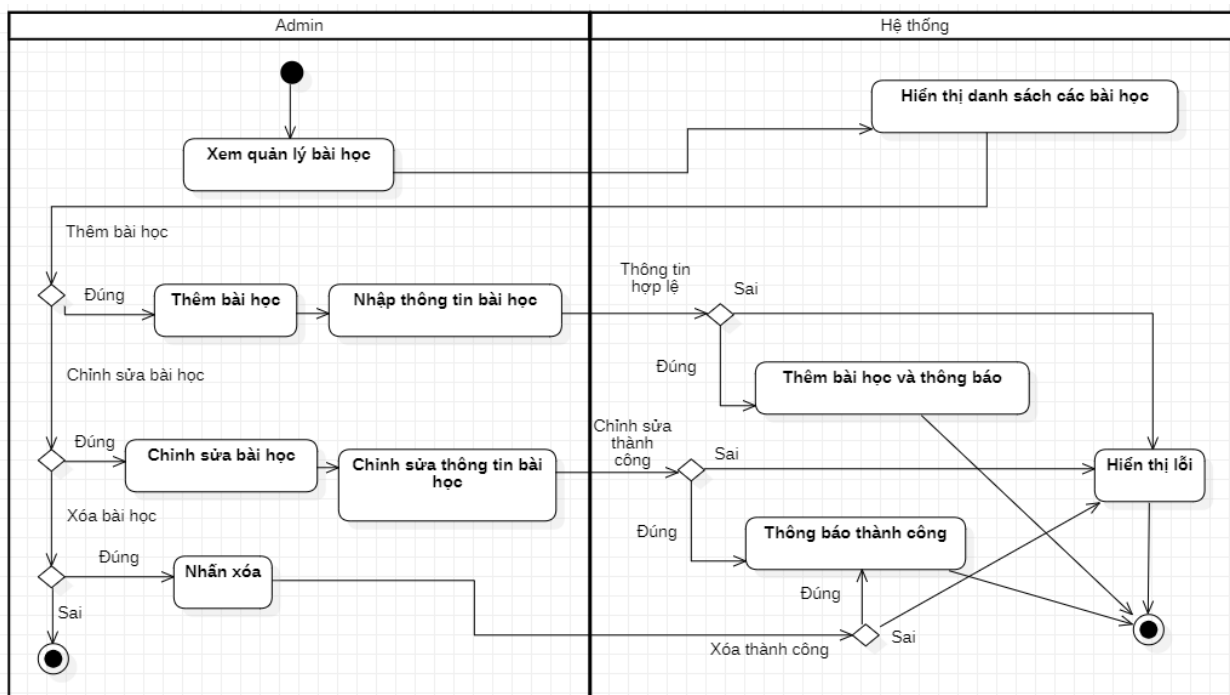 Admin
Hệ thống
Hiển thị danh sách các bài học
Xem quản lý bài học
Thêm bài học
Đúng
Thêm bài học
Nhập thông tin bài học
Thông tin
hợp lệ
Sai
Đúng
Thêm bài học và thông báo
Chỉnh sửa bài học
Đúng
Chỉnh sửa bài học
Chỉnh sửa thông tin bài
học
Chỉnh sửa
thành
công
Sai
Hiển thị lỗi
Đúng
Thông báo thành công
Xóa bài học
Đúng
Nhấn xóa
Đúng
Sai
Xóa thành công
Sai